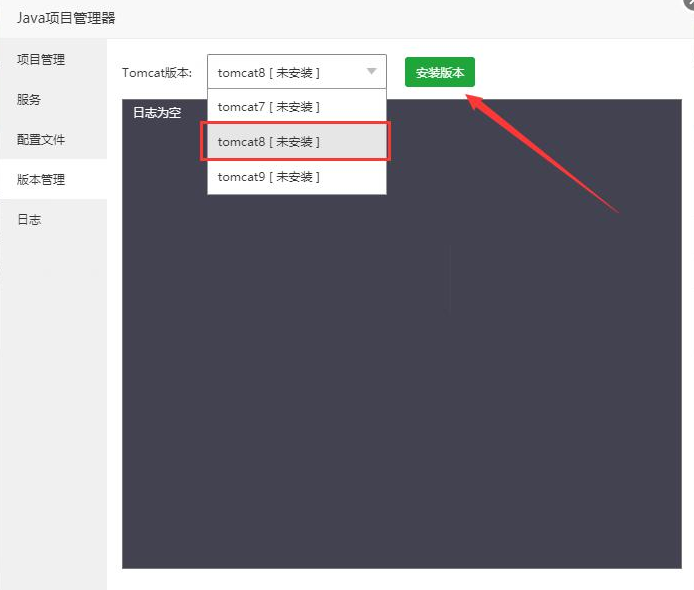 Java项目管理器
项目管理
服务
配置文件
版本管理
日志
Tomcat版本: tomcat8 [ 未安装 ] 安装版本
tomcat7 [ 未安装 ]
tomcat8 [ 未安装 ]
tomcat9 [ 未安装 ]
日志为空